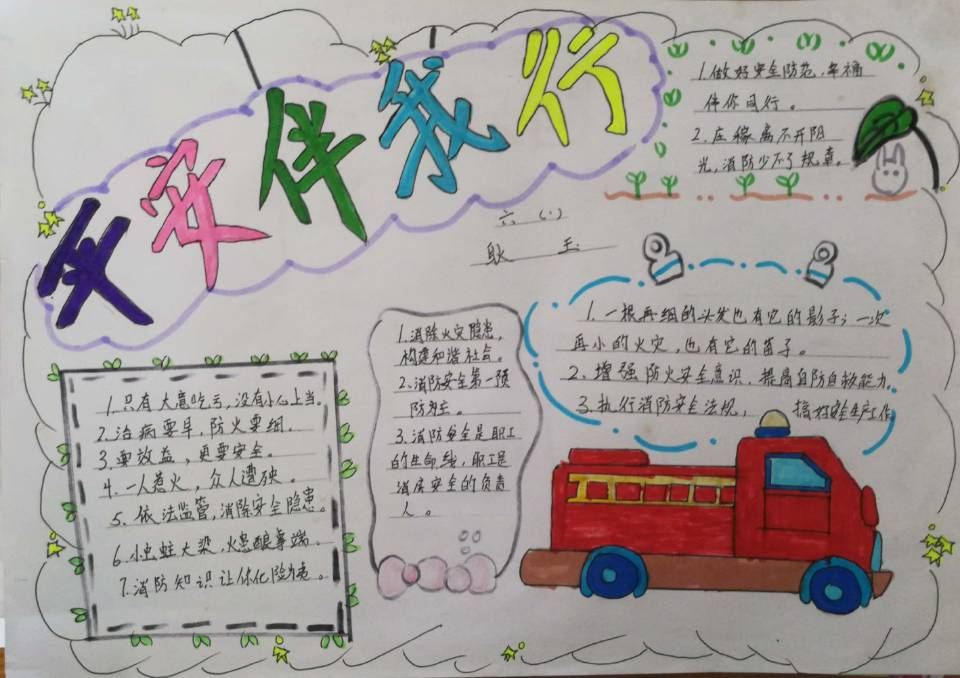 平安伴我行
1.做好安全防范,幸福
伴你同行。
2.庄稼离不开阳
光,消防少不了规章。
六(1)
耿 玉
1.只有大意吃亏,没有小心上当。
2.治病要早,防火要细。
3.要效益,更要安全。
4.一人惹火,众人遭殃。
5.依法监管,消除安全隐患。
6.小虫蛀大梁,火患酿事端。
7.消防知识让你化险为夷。
1.消除火灾隐患,
构建和谐社会。
2.消防安全第一预
防为主。
3.消防安全是职工
的生命线,职工是
消防安全的负责
人。
1.一根再细的头发也有它的影子;一次
再小的火灾,也有它的苗子。
2、增强防火安全意识,提高自防自救能力。
3.执行消防安全法规, 搞好安全生产工作